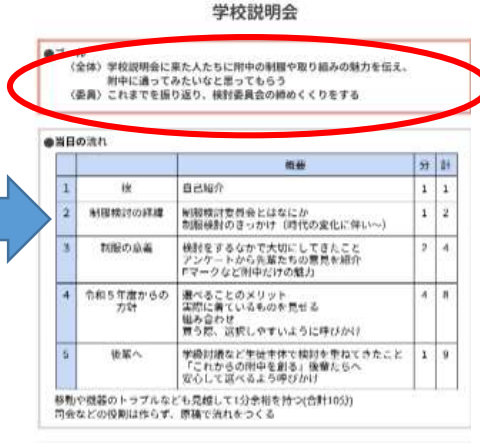 学校説明会
●ゴール
〈全体〉学校説明会に来た人たちに附中の制服や取り組みの魅力を伝え、
附中に通ってみたいなと思ってもらう
〈委員〉これまでを振り返り、検討委員会の締めくくりをする
●当日の流れ
概要 分 計
1 挨 自己紹介 1 1
2 制服検討の経緯 制服検討委員会とはなにか 1 2
制服検討のきっかけ（時代の変化に伴い〜）
3 制服の意義 検討をするなかで大切にしてきたこと 2 4
アンケートから先輩たちの意見を紹介
Fマークなど附中だけの魅力
4 令和5年度からの 選べることのメリット 4 8
方針 実際に着ているものを見せる
組み合わせ
買う際、選択しやすいように呼びかけ
5 後輩へ 学級討議など生徒主体で検討を重ねてきたこと 1 9
「これからの附中を創る」後輩たちへ
安心して選べるよう呼びかけ
移動や機器のトラブルなども見越して1分余裕を持つ(合計10分)
司会などの役割は作らず、原稿で流れをつくる